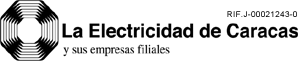 RIF.J-00021243-0
La Electricidad de Caracas
y sus empresas filiales